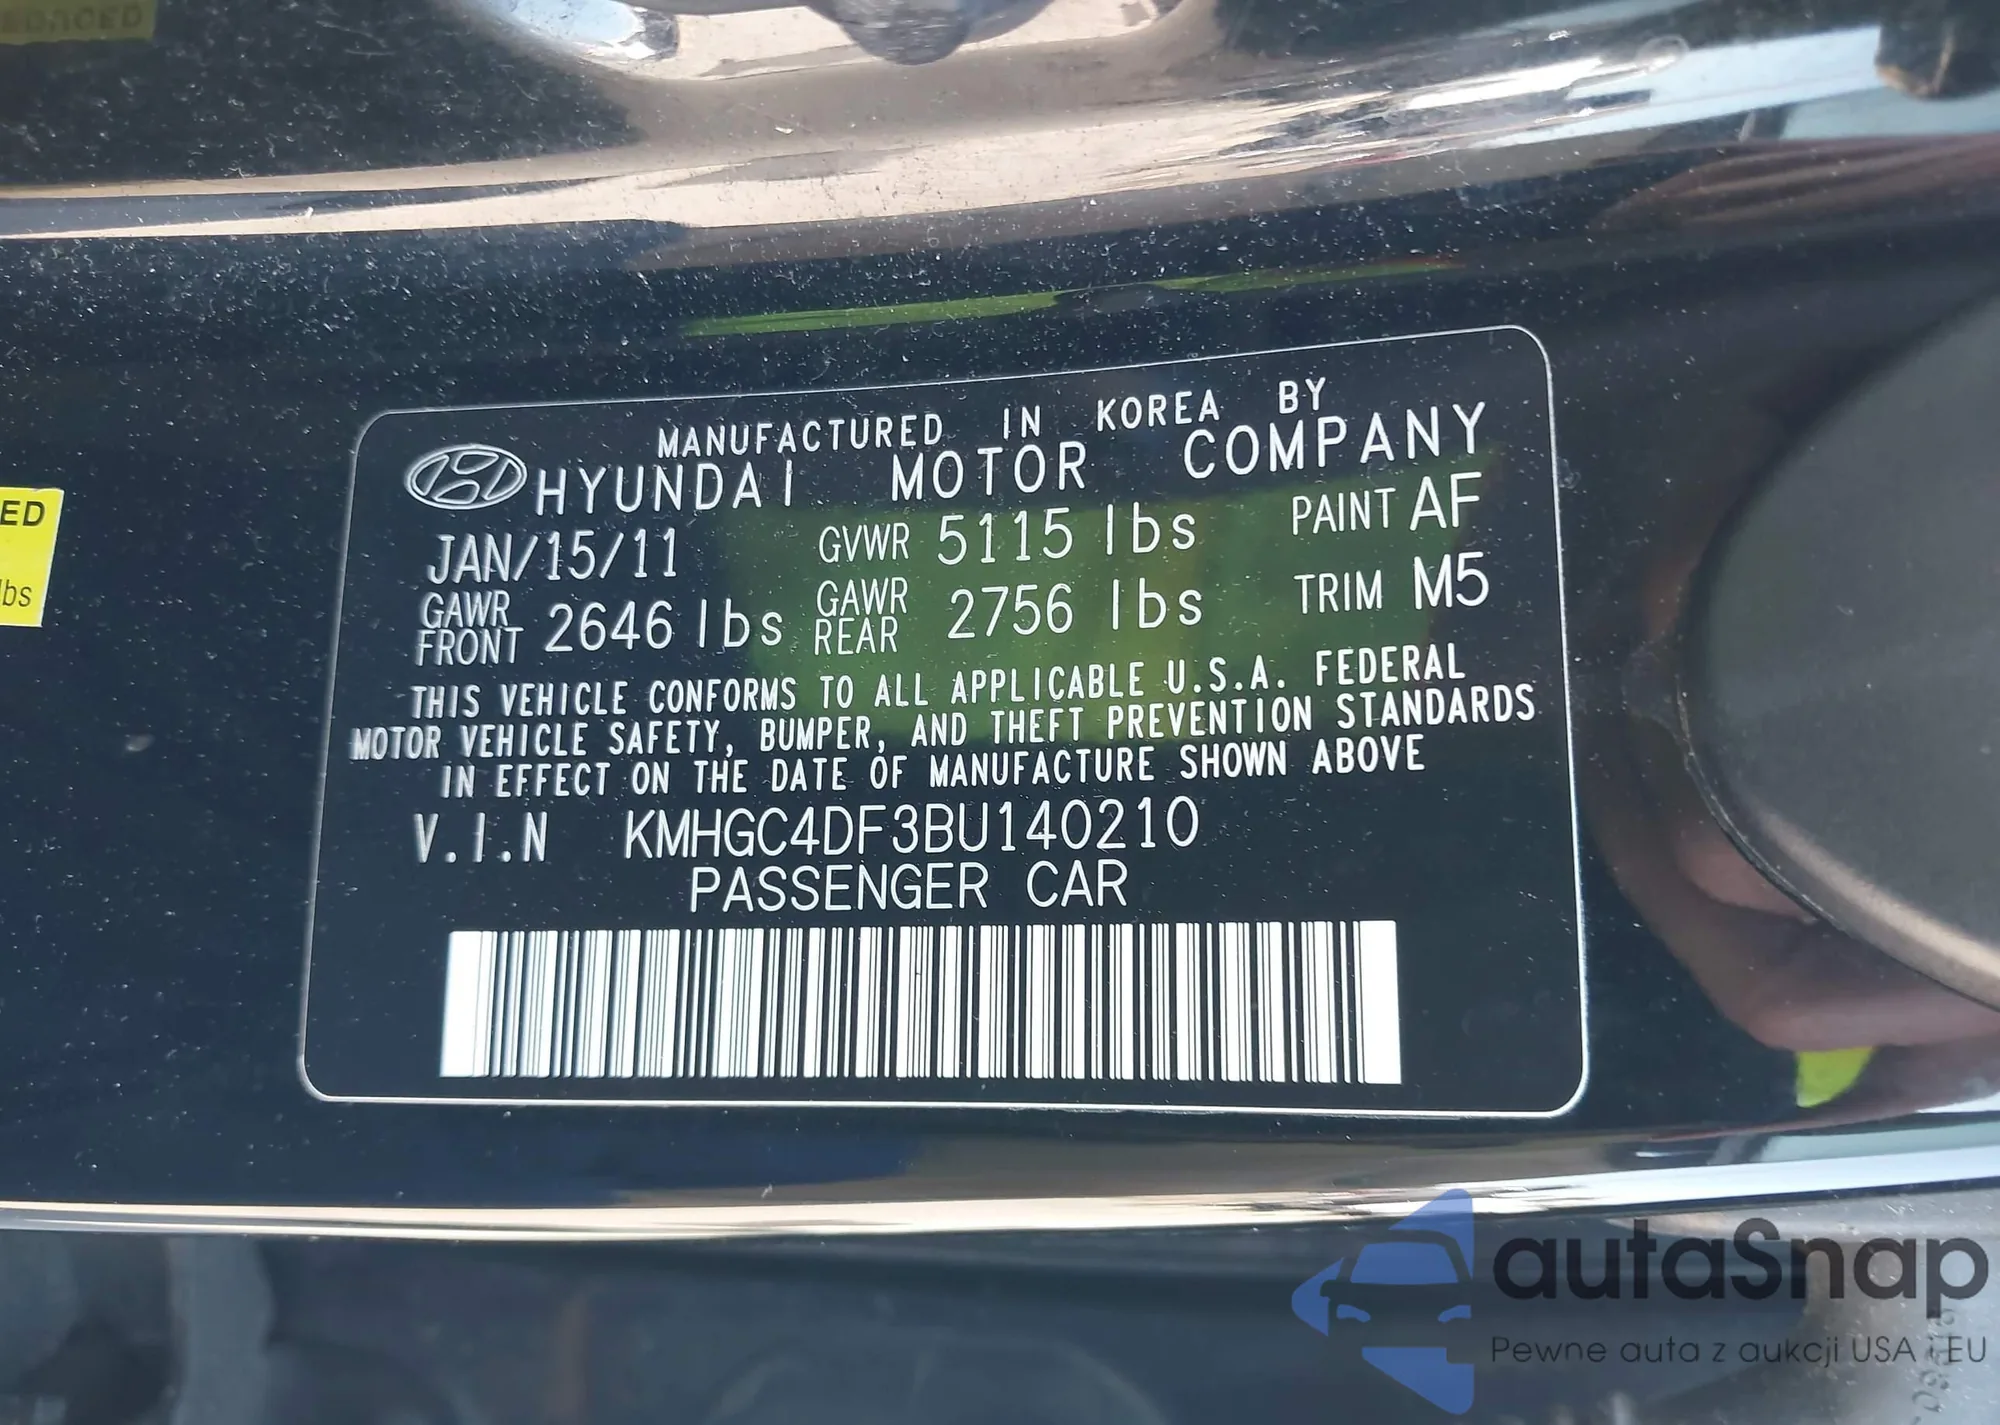 MANUFACTURED IN KOREA BY
HYUNDAI MOTOR COMPANY
JAN/15/11 GVWR 5115 lbs PAINT AF
GAWR FRONT 2646 lbs GAWR REAR 2756 lbs TRIM M5
THIS VEHICLE CONFORMS TO ALL APPLICABLE U.S.A. FEDERAL
MOTOR VEHICLE SAFETY, BUMPER, AND THEFT PREVENTION STANDARDS
IN EFFECT ON THE DATE OF MANUFACTURE SHOWN ABOVE
V.I.N KMHGC4DF3BU140210
PASSENGER CAR
ED
lbs
autaSnap
Pewne auta z aukcji USA i EU